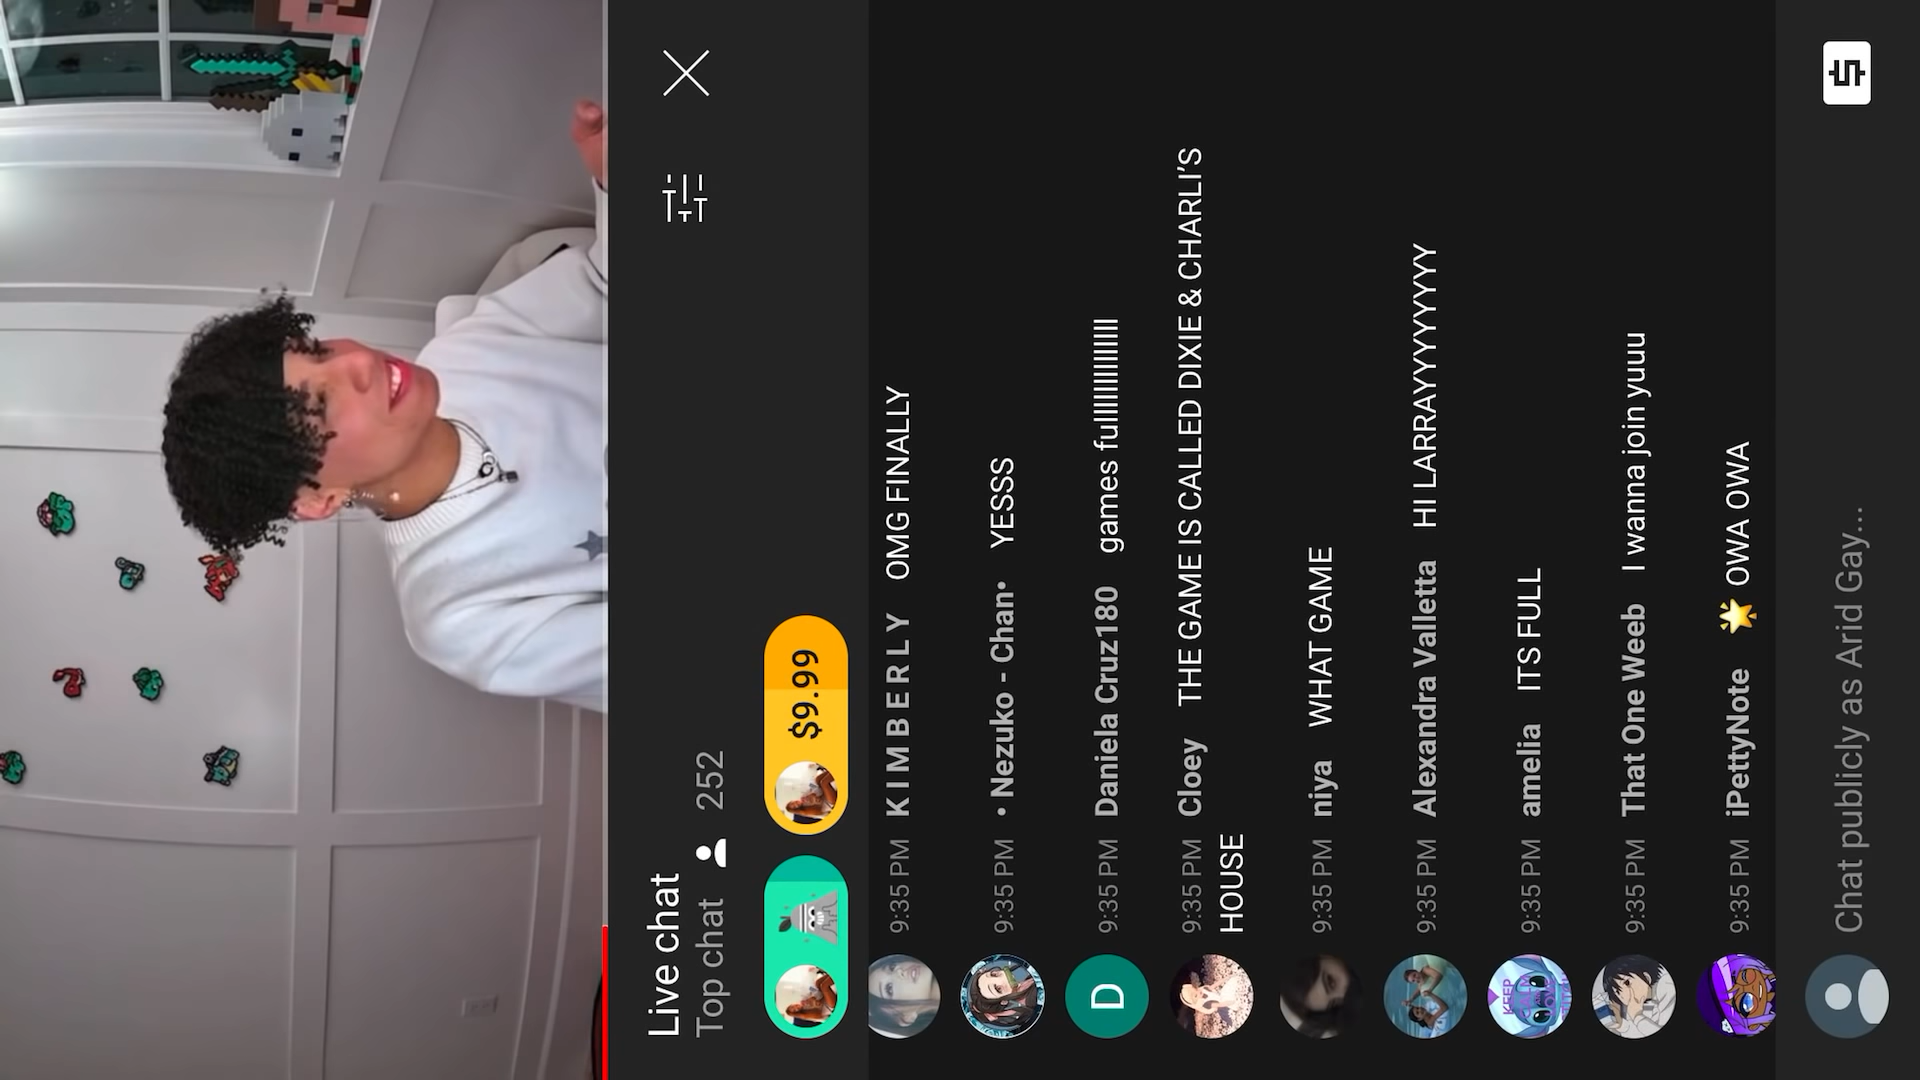 Live chat
Top chat 252
$9.99
9:35 PM KIMBERLY OMG FINALLY
9:35 PM • Nezuko - Chan• YESSS
D
9:35 PM Daniela Cruz180 games fulllllllllllllllll
9:35 PM Cloey THE GAME IS CALLED DIXIE & CHARLI'S
HOUSE
9:35 PM niya WHAT GAME
9:35 PM Alexandra Valletta HI LARRAYYYYYYYY
9:35 PM amelia ITS FULL
9:35 PM That One Weeb I wanna join yuuu
9:35 PM iPettyNote 🌟 OWA OWA
Chat publicly as Arid Gay...